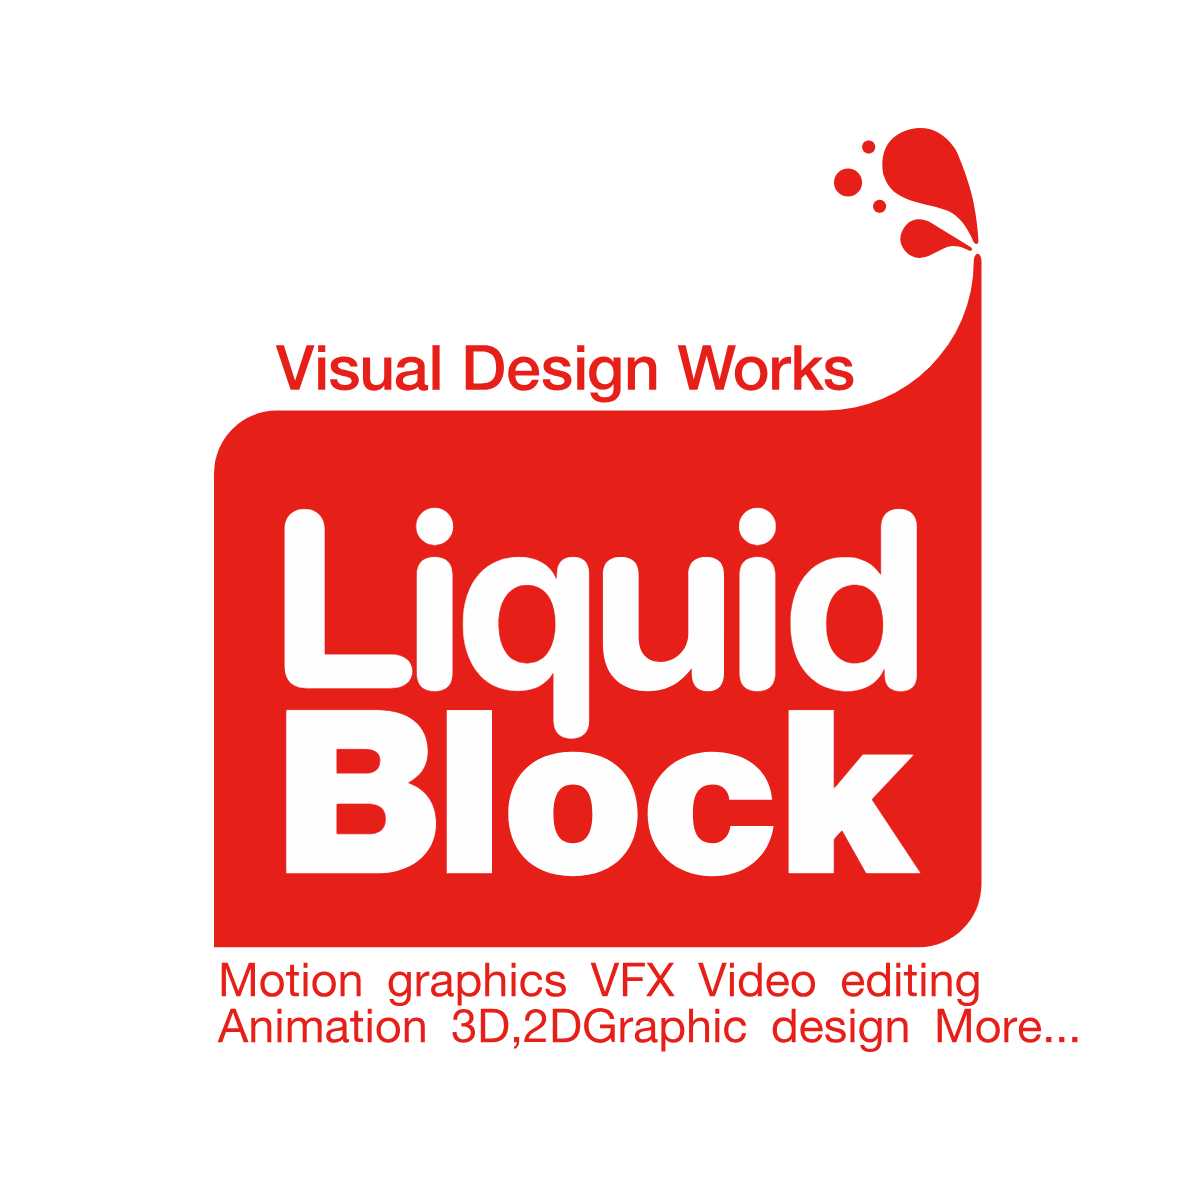 Visual Design Works
Liquid
Block
Motion graphics VFX Video editing
Animation 3D,2DGraphic design More...